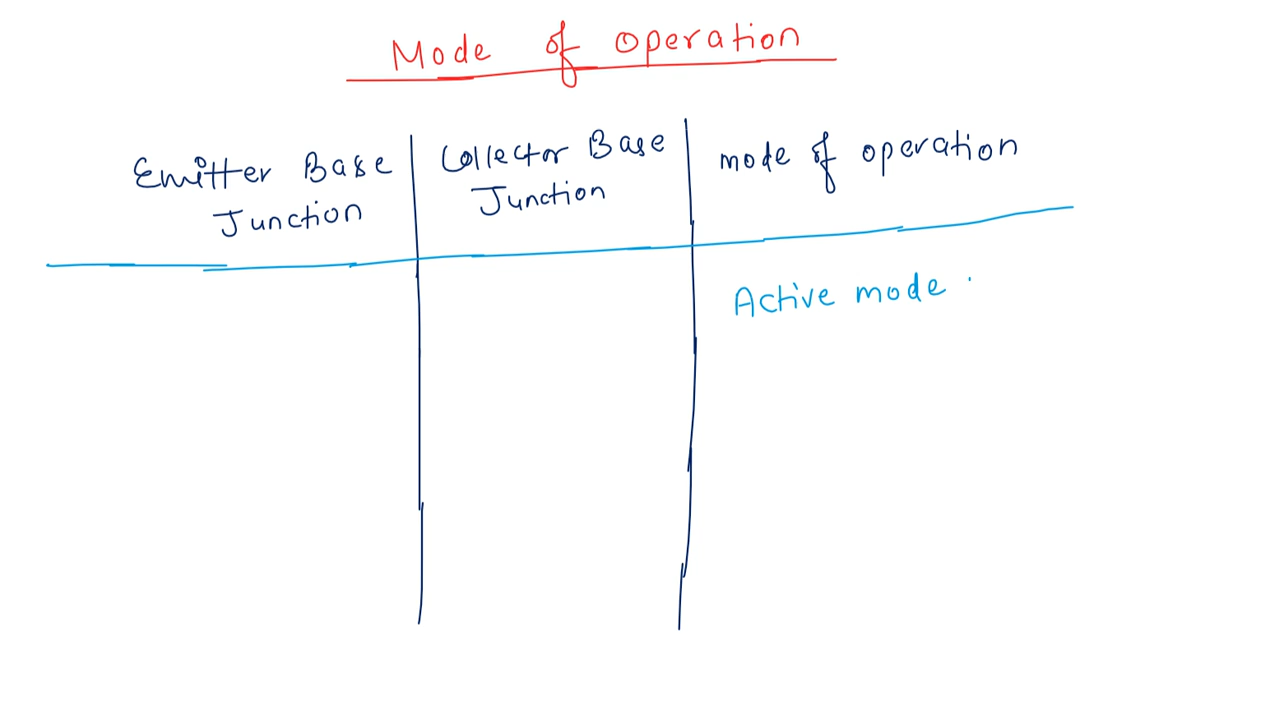 Mode of operation
Emitter Base Junction
Collector Base Junction
mode of operation
Active mode